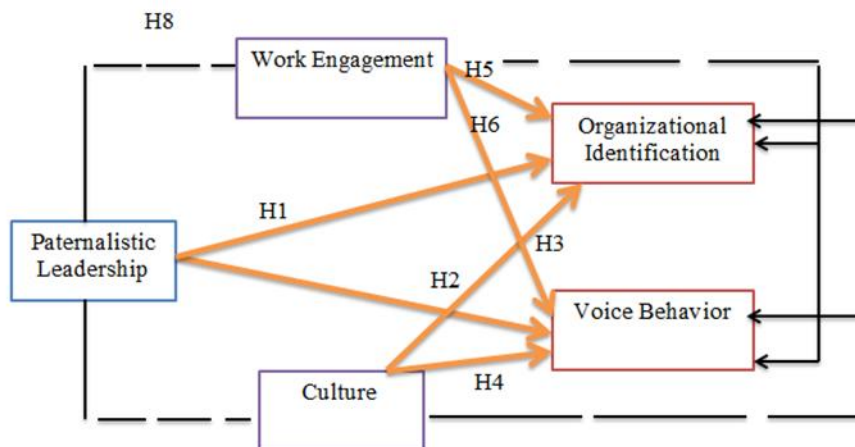 H8
Work Engagement
H5
H6
Organizational
Identification
H1
Paternalistic
Leadership
H3
H2
Voice Behavior
H4
Culture